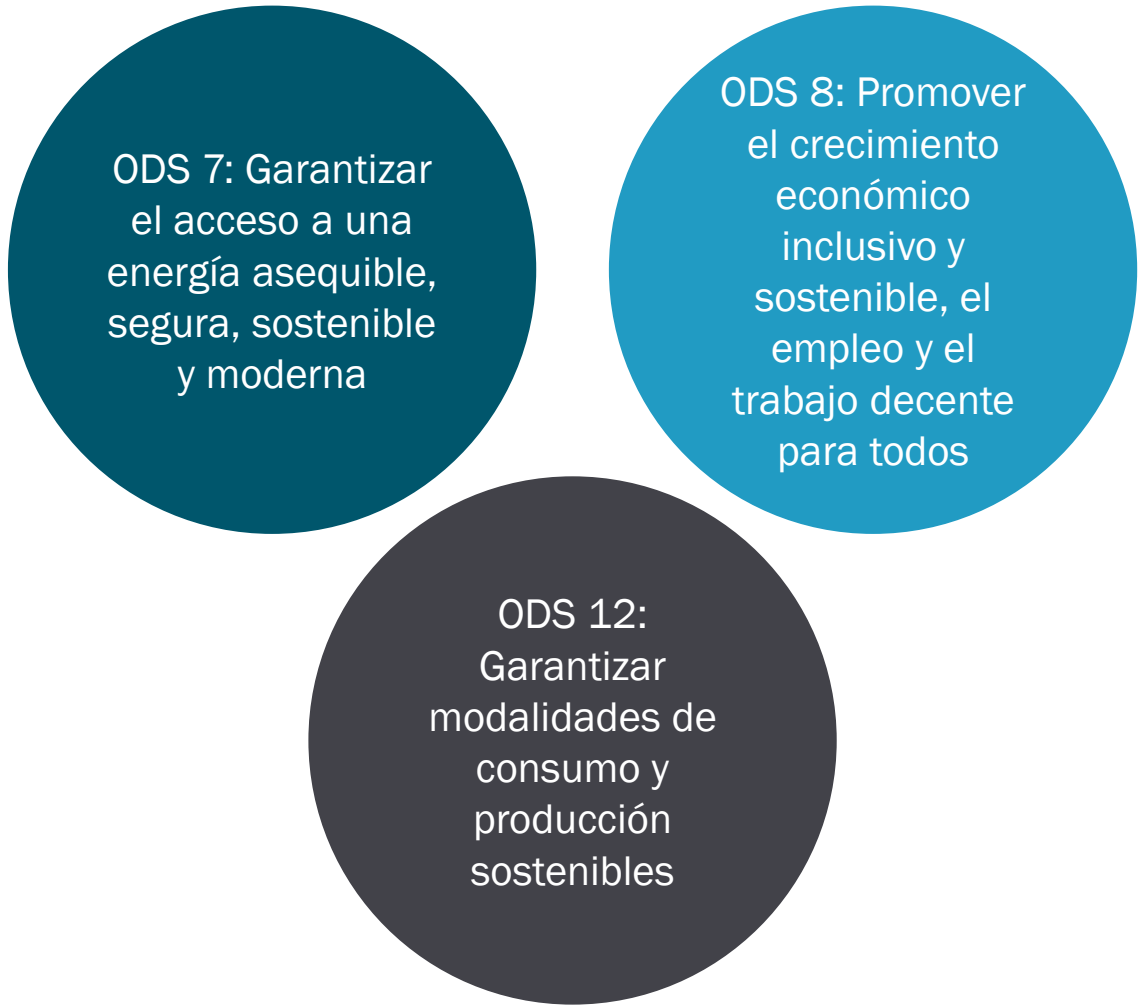 ODS 7: Garantizar
el acceso a una
energía asequible,
segura, sostenible
y moderna
ODS 8: Promover
el crecimiento
económico
inclusivo y
sostenible, el
empleo y el
trabajo decente
para todos
ODS 12:
Garantizar
modalidades de
consumo y
producción
sostenibles